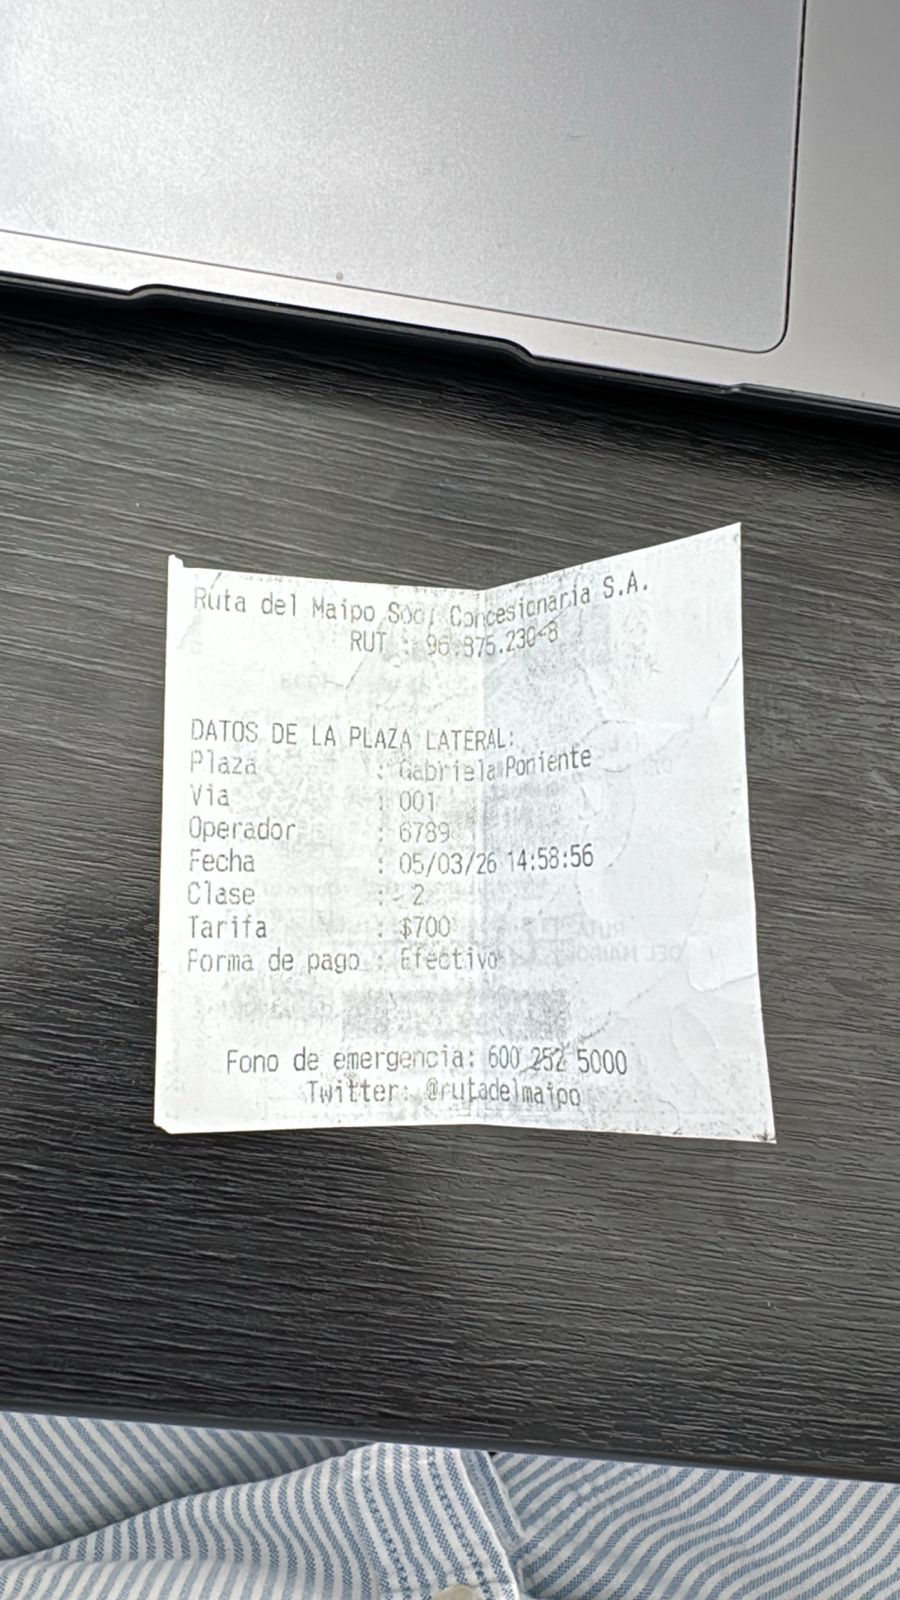 Ruta del Maipo Soc. Concesionaria S.A.
RUT : 96.875.230-8
DATOS DE LA PLAZA LATERAL:
Plaza : Gabriela Poniente
Via : 001
Operador : 6789
Fecha : 05/03/26 14:58:56
Clase : 2
Tarifa : $700
Forma de pago : Efectivo
Fono de emergencia: 600 252 5000
Twitter: @rutadelmaipo